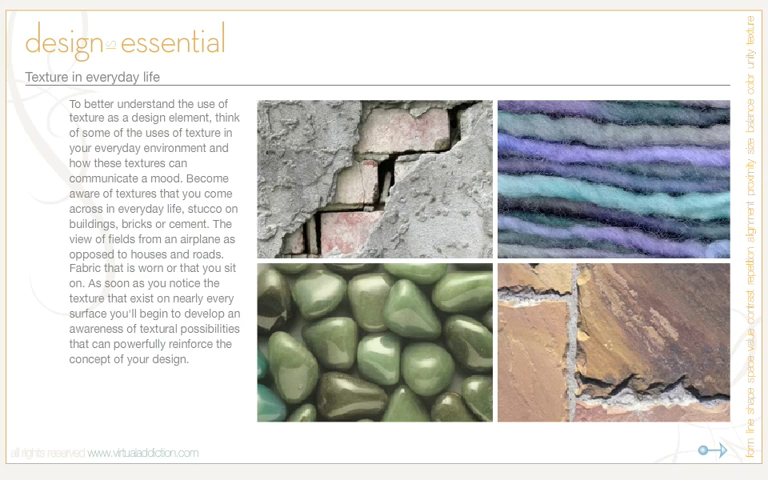 design is essential
Texture in everyday life
To better understand the use of
texture as a design element, think
of some of the uses of texture in
your everyday environment and
how these textures can
communicate a mood. Become
aware of textures that you come
across in everyday life, stucco on
buildings, bricks or cement. The
view of fields from an airplane as
opposed to houses and roads.
Fabric that is worn or that you sit
on. As soon as you notice the
texture that exist on nearly every
surface you'll begin to develop an
awareness of textural possibilities
that can powerfully reinforce the
concept of your design.
all rights reserved www.virtualaddiction.com
form line shape space value contrast repetition alignment proximity size balance color unity texture